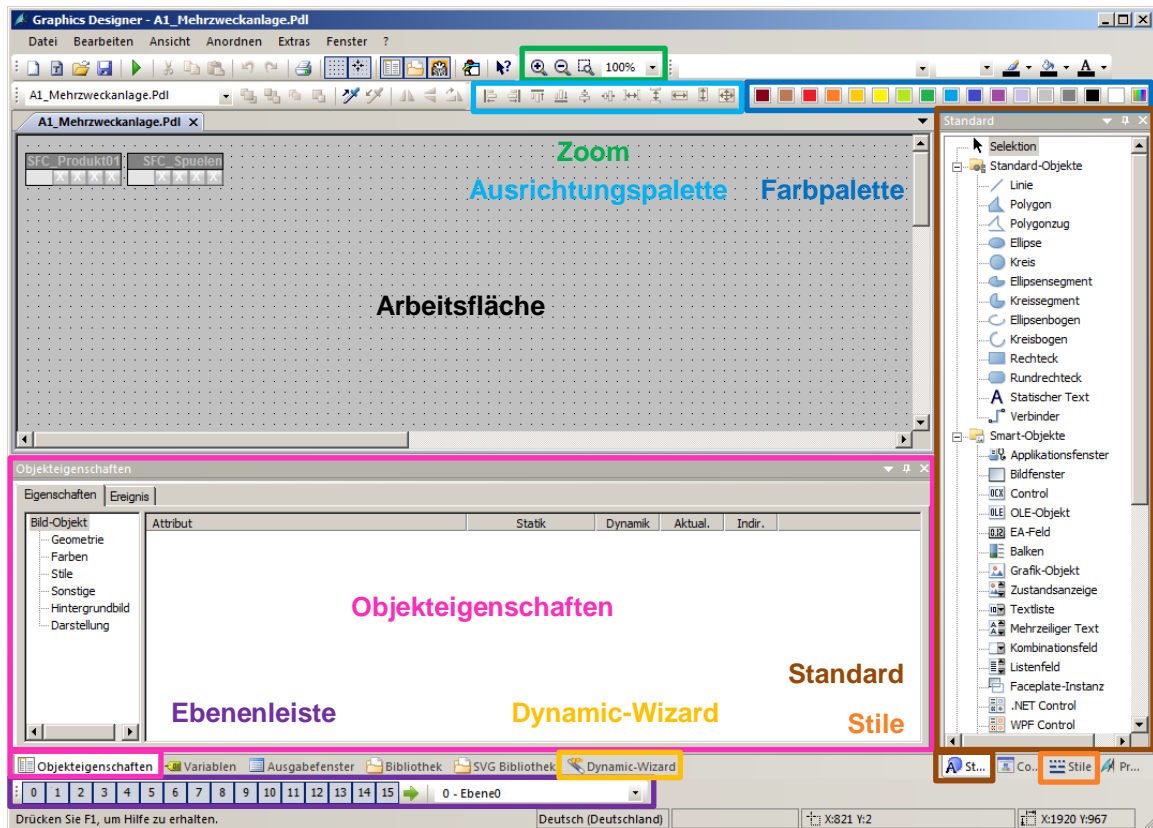 Graphics Designer - A1_Mehrzweckanlage.Pdl
Datei Bearbeiten Ansicht Anordnen Extras Fenster ?
100%
A1_Mehrzweckanlage.Pdl
A1_Mehrzweckanlage.Pdl
SFC_Produkt01 SFC_Spuelen
X X X X X X X X
Zoom
Ausrichtungspalette Farbpalette
Arbeitsfläche
Standard
Selektion
Standard-Objekte
Linie
Polygon
Polygonzug
Ellipse
Kreis
Ellipsensegment
Kreissegment
Ellipsenbogen
Kreisbogen
Rechteck
Rundrechteck
A Statischer Text
Verbinder
Smart-Objekte
Applikationsfenster
Bildfenster
OCX Control
OLE OLE-Objekt
0.12 EA-Feld
Balken
Grafik-Objekt
Zustandsanzeige
Textliste
Mehrzeiliger Text
Kombinationsfeld
Listenfeld
Faceplate-Instanz
.NET Control
WPF Control
Objekteigenschaften
Eigenschaften Ereignis
Bild-Objekt
Geometrie
Farben
Stile
Sonstige
Hintergrundbild
Darstellung
Attribut Statik Dynamik Aktual. Indir.
Objekteigenschaften
Standard
Ebenenleiste Dynamic-Wizard Stile
Objekteigenschaften Variablen Ausgabefenster Bibliothek SVG Bibliothek Dynamic-Wizard
St... Co... Stile Pr...
0 1 2 3 4 5 6 7 8 9 10 11 12 13 14 15 0 - Ebene0
Drücken Sie F1, um Hilfe zu erhalten. Deutsch (Deutschland) X:821 Y:2 X:1920 Y:967